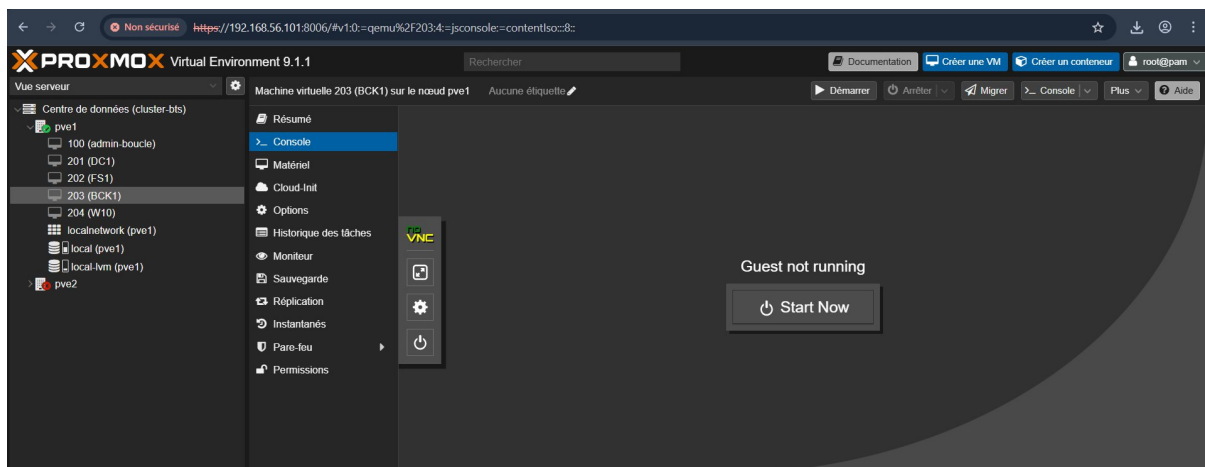 Non sécurisé https://192.168.56.101:8006/#v1:0:=qemu%2F203:4:=jsconsole:=contentIso:::8::
PROXMOX Virtual Environment 9.1.1 Rechercher Documentation Créer une VM Créer un conteneur root@pam
Vue serveur Machine virtuelle 203 (BCK1) sur le nœud pve1 Aucune étiquette Démarrer Arrêter Migrer >_ Console Plus Aide
Centre de données (cluster-bts)
pve1
100 (admin-boucle)
201 (DC1)
202 (FS1)
203 (BCK1)
204 (W10)
localnetwork (pve1)
local (pve1)
local-lvm (pve1)
pve2
Résumé
>_ Console
Matériel
Cloud-Init
Options
Historique des tâches
Moniteur
Sauvegarde
Réplication
Instantanés
Pare-feu
Permissions
no
VNC
Guest not running
Start Now